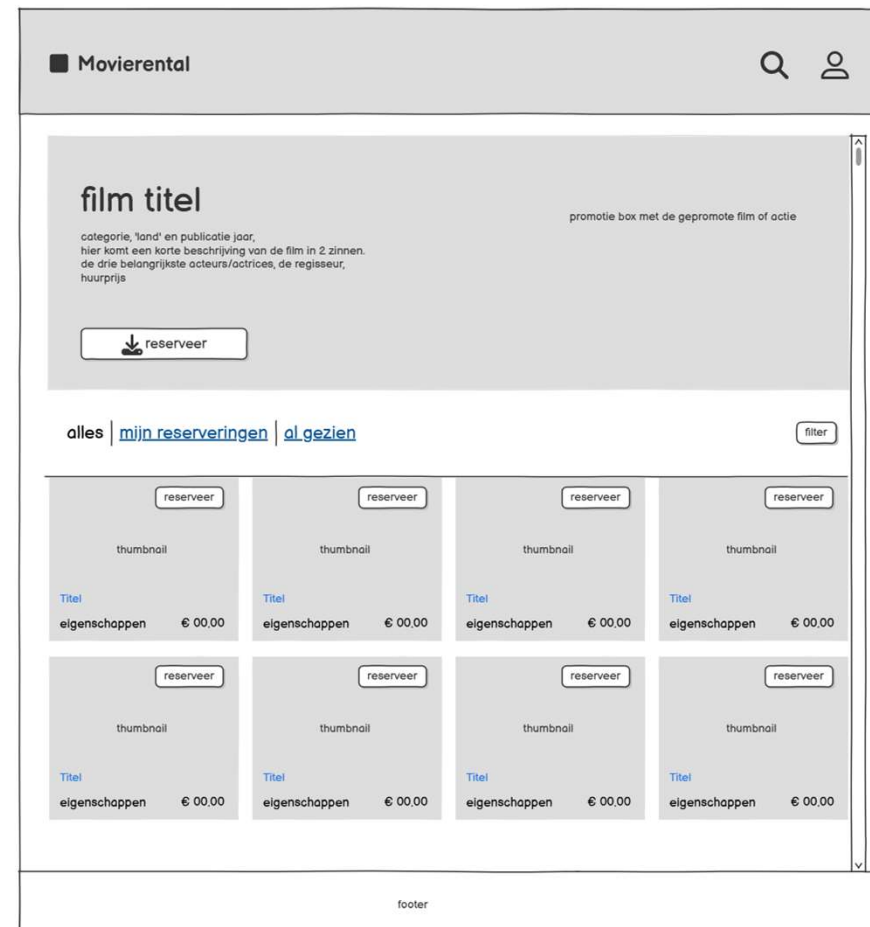 Movierental
film titel
promotie box met de gepromote film of actie
categorie, 'land' en publicatie jaar,
hier komt een korte beschrijving van de film in 2 zinnen.
de drie belangrijkste acteurs/actrices, de regisseur,
huurprijs
reserveer
alles mijn reserveringen al gezien filter
reserveer reserveer reserveer reserveer
thumbnail thumbnail thumbnail thumbnail
Titel Titel Titel Titel
eigenschappen € 00,00 eigenschappen € 00,00 eigenschappen € 00,00 eigenschappen € 00,00
reserveer reserveer reserveer reserveer
thumbnail thumbnail thumbnail thumbnail
Titel Titel Titel Titel
eigenschappen € 00,00 eigenschappen € 00,00 eigenschappen € 00,00 eigenschappen € 00,00
footer